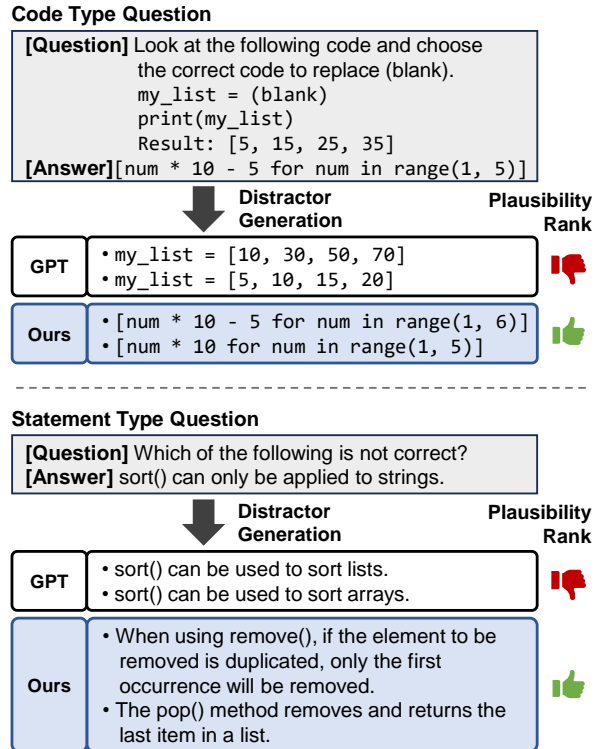 Code Type Question
[Question] Look at the following code and choose
the correct code to replace (blank).
my_list = (blank)
print(my_list)
Result: [5, 15, 25, 35]
[Answer][num * 10 - 5 for num in range(1, 5)]
Distractor
Generation
Plausibility
Rank
GPT
• my_list = [10, 30, 50, 70]
• my_list = [5, 10, 15, 20]
Ours
• [num * 10 - 5 for num in range(1, 6)]
• [num * 10 for num in range(1, 5)]
Statement Type Question
[Question] Which of the following is not correct?
[Answer] sort() can only be applied to strings.
Distractor
Generation
Plausibility
Rank
GPT
• sort() can be used to sort lists.
• sort() can be used to sort arrays.
Ours
• When using remove(), if the element to be
removed is duplicated, only the first
occurrence will be removed.
• The pop() method removes and returns the
last item in a list.